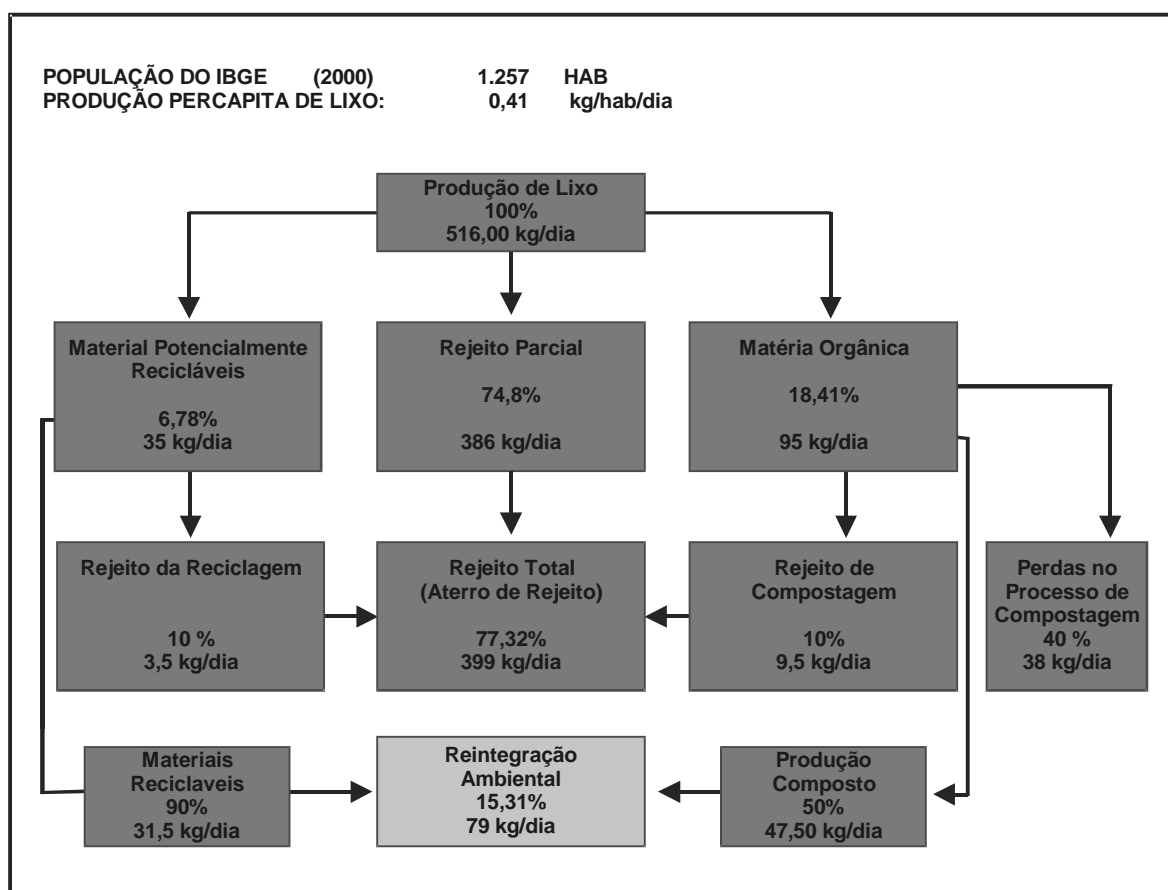 POPULAÇÃO DO IBGE (2000) 1.257 HAB
PRODUÇÃO PERCAPITA DE LIXO: 0,41 kg/hab/dia
Produção de Lixo
100%
516,00 kg/dia
Material Potencialmente
Recicláveis
6,78%
35 kg/dia
Rejeito Parcial
74,8%
386 kg/dia
Matéria Orgânica
18,41%
95 kg/dia
Rejeito da Reciclagem
10 %
3,5 kg/dia
Rejeito Total
(Aterro de Rejeito)
77,32%
399 kg/dia
Rejeito de
Compostagem
10%
9,5 kg/dia
Perdas no
Processo de
Compostagem
40 %
38 kg/dia
Materiais
Reciclaveis
90%
31,5 kg/dia
Reintegração
Ambiental
15,31%
79 kg/dia
Produção
Composto
50%
47,50 kg/dia